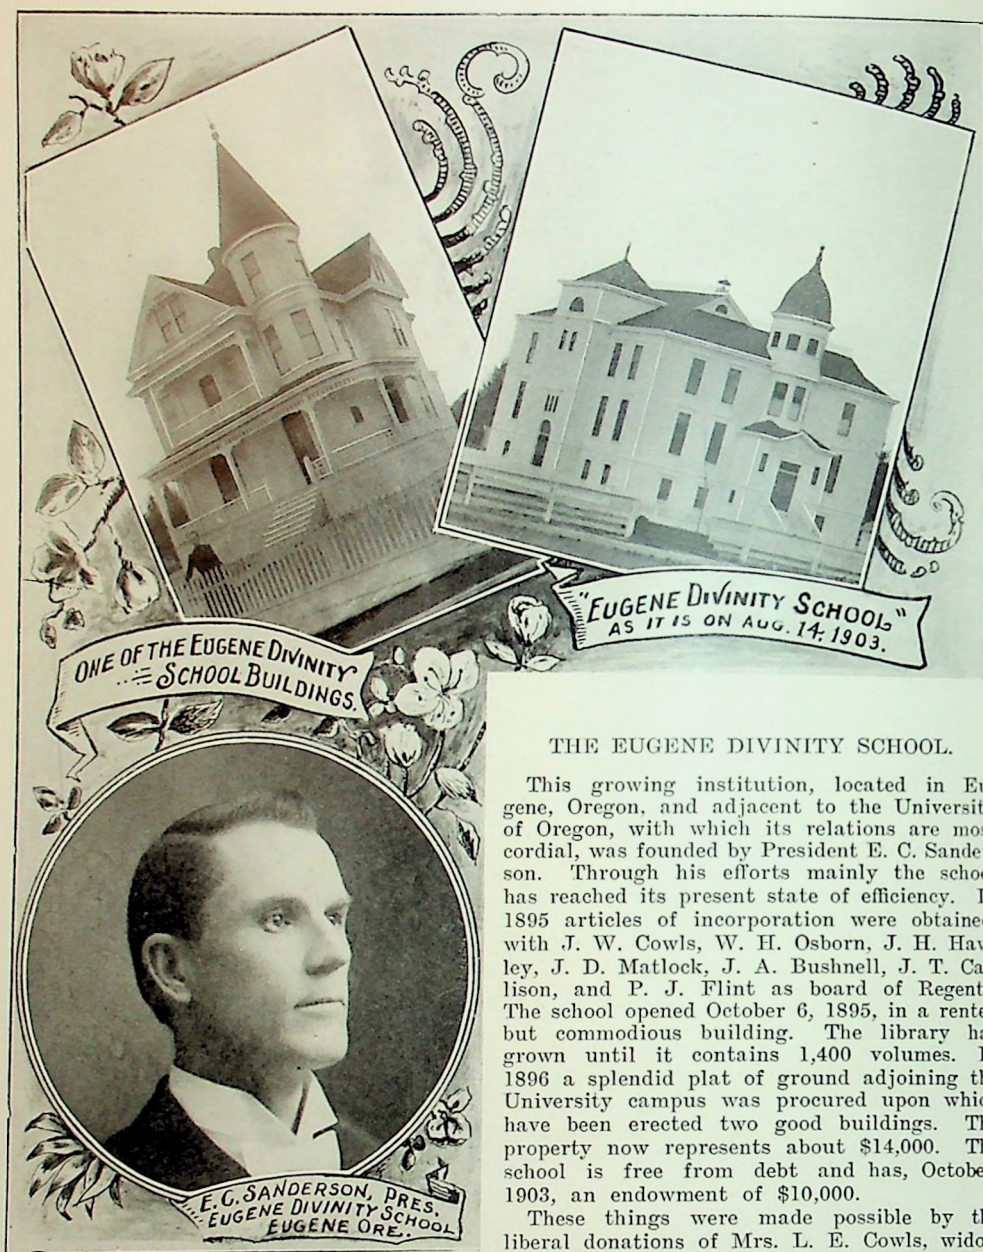 "EUGENE DIVINITY SCHOOL"
AS IT IS ON AUG. 14, 1903.
ONE OF THE EUGENE DIVINITY
SCHOOL BUILDINGS.
E. C. SANDERSON, PRES.
EUGENE DIVINITY SCHOOL
EUGENE ORE.
THE EUGENE DIVINITY SCHOOL.
This growing institution, located in Eu
gene, Oregon, and adjacent to the Universit
of Oregon, with which its relations are mos
cordial, was founded by President E. C. Sande
son. Through his efforts mainly the schoo
has reached its present state of efficiency. I
1895 articles of incorporation were obtaine
with J. W. Cowls, W. H. Osborn, J. H. Haw
ley, J. D. Matlock, J. A. Bushnell, J. T. Ca
lison, and P. J. Flint as board of Regent
The school opened October 6, 1895, in a rente
but commodious building. The library ha
grown until it contains 1,400 volumes. I
1896 a splendid plat of ground adjoining th
University campus was procured upon whic
have been erected two good buildings. Th
property now represents about $14,000. Th
school is free from debt and has, Octobe
1903, an endowment of $10,000.
These things were made possible by th
liberal donations of Mrs. L. E. Cowls, wido